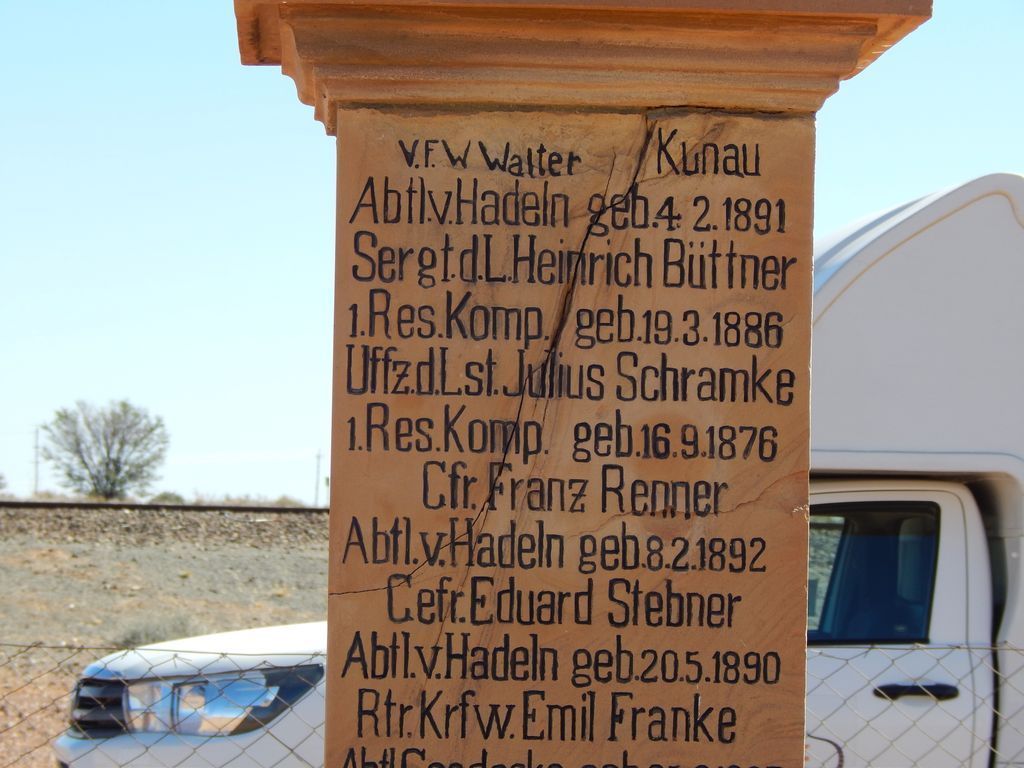 V.F.W Walter Kunau
Abtl.v.Hadeln geb.4.2.1891
Sergt.d.L.Heinrich Büttner
1.Res.Komp. geb.19.3.1886
Uffz.d.Lst.Julius Schramke
1.Res.Komp. geb.16.9.1876
Cfr.Franz Renner
Abtl.v.Hadeln geb.8.2.1892
Gefr.Eduard Stebner
Abtl.v.Hadeln geb.20.5.1890
Rtr.Krfw.Emil Franke